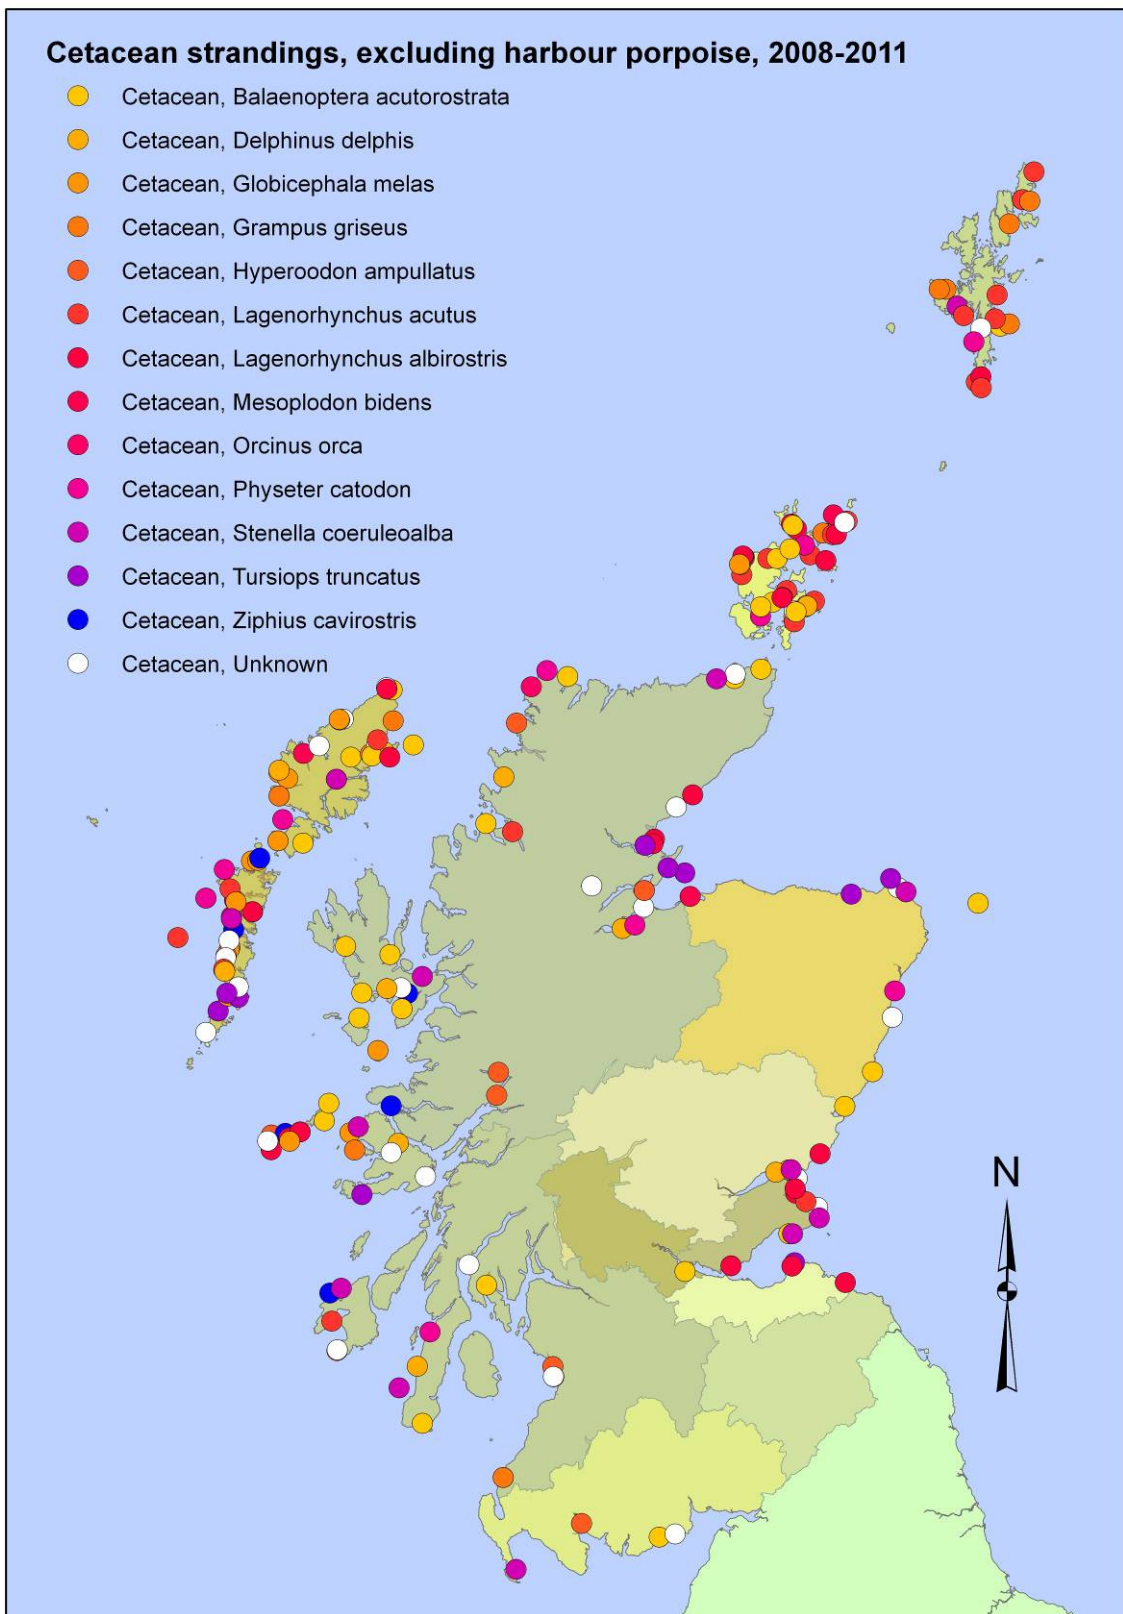 Cetacean strandings, excluding harbour porpoise, 2008-2011
Cetacean, Balaenoptera acutorostrata
Cetacean, Delphinus delphis
Cetacean, Globicephala melas
Cetacean, Grampus griseus
Cetacean, Hyperoodon ampullatus
Cetacean, Lagenorhynchus acutus
Cetacean, Lagenorhynchus albirostris
Cetacean, Mesoplodon bidens
Cetacean, Orcinus orca
Cetacean, Physeter catodon
Cetacean, Stenella coeruleoalba
Cetacean, Tursiops truncatus
Cetacean, Ziphius cavirostris
Cetacean, Unknown
N